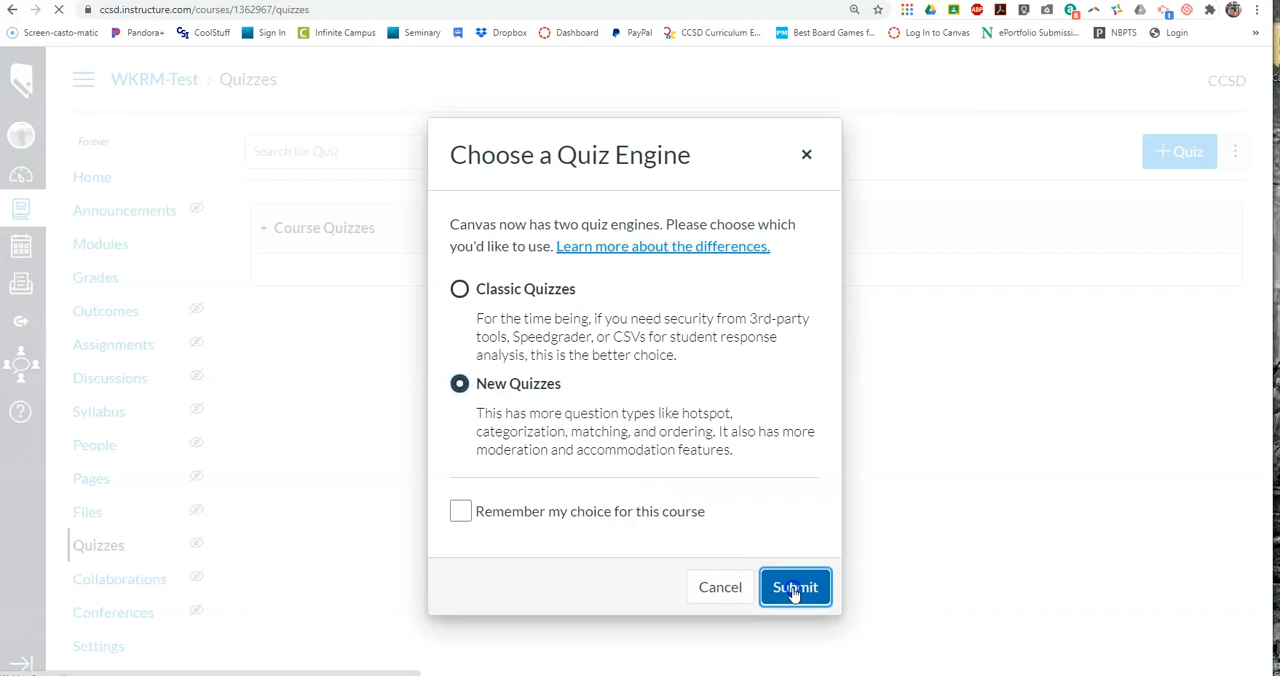 ccsd.instructure.com/courses/1362967/quizzes
Screen-casto-matic Pandora+ CoolStuff Sign In Infinite Campus Seminary Dropbox Dashboard PayPal CCSD Curriculum E... Best Board Games f... Log In to Canvas ePortfolio Submissi... NBPTS Login »
WKRM-Test › Quizzes
CCSD
Forever
Search for Quiz
+ Quiz
Home
Announcements
Modules
Grades
Outcomes
Assignments
Discussions
Syllabus
People
Pages
Files
Quizzes
Collaborations
Conferences
Settings
Course Quizzes
Choose a Quiz Engine
Canvas now has two quiz engines. Please choose which
you'd like to use. Learn more about the differences.
Classic Quizzes
For the time being, if you need security from 3rd-party
tools, Speedgrader, or CSVs for student response
analysis, this is the better choice.
New Quizzes
This has more question types like hotspot,
categorization, matching, and ordering. It also has more
moderation and accommodation features.
Remember my choice for this course
Cancel
Submit